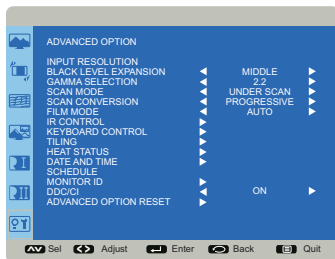 ADVANCED OPTION
INPUT RESOLUTION
BLACK LEVEL EXPANSION MIDDLE
GAMMA SELECTION 2.2
SCAN MODE UNDER SCAN
SCAN CONVERSION PROGRESSIVE
FILM MODE AUTO
IR CONTROL
KEYBOARD CONTROL
TILING
HEAT STATUS
DATE AND TIME
SCHEDULE
MONITOR ID
DDC/CI ON
ADVANCED OPTION RESET
Sel Adjust Enter Back Quit